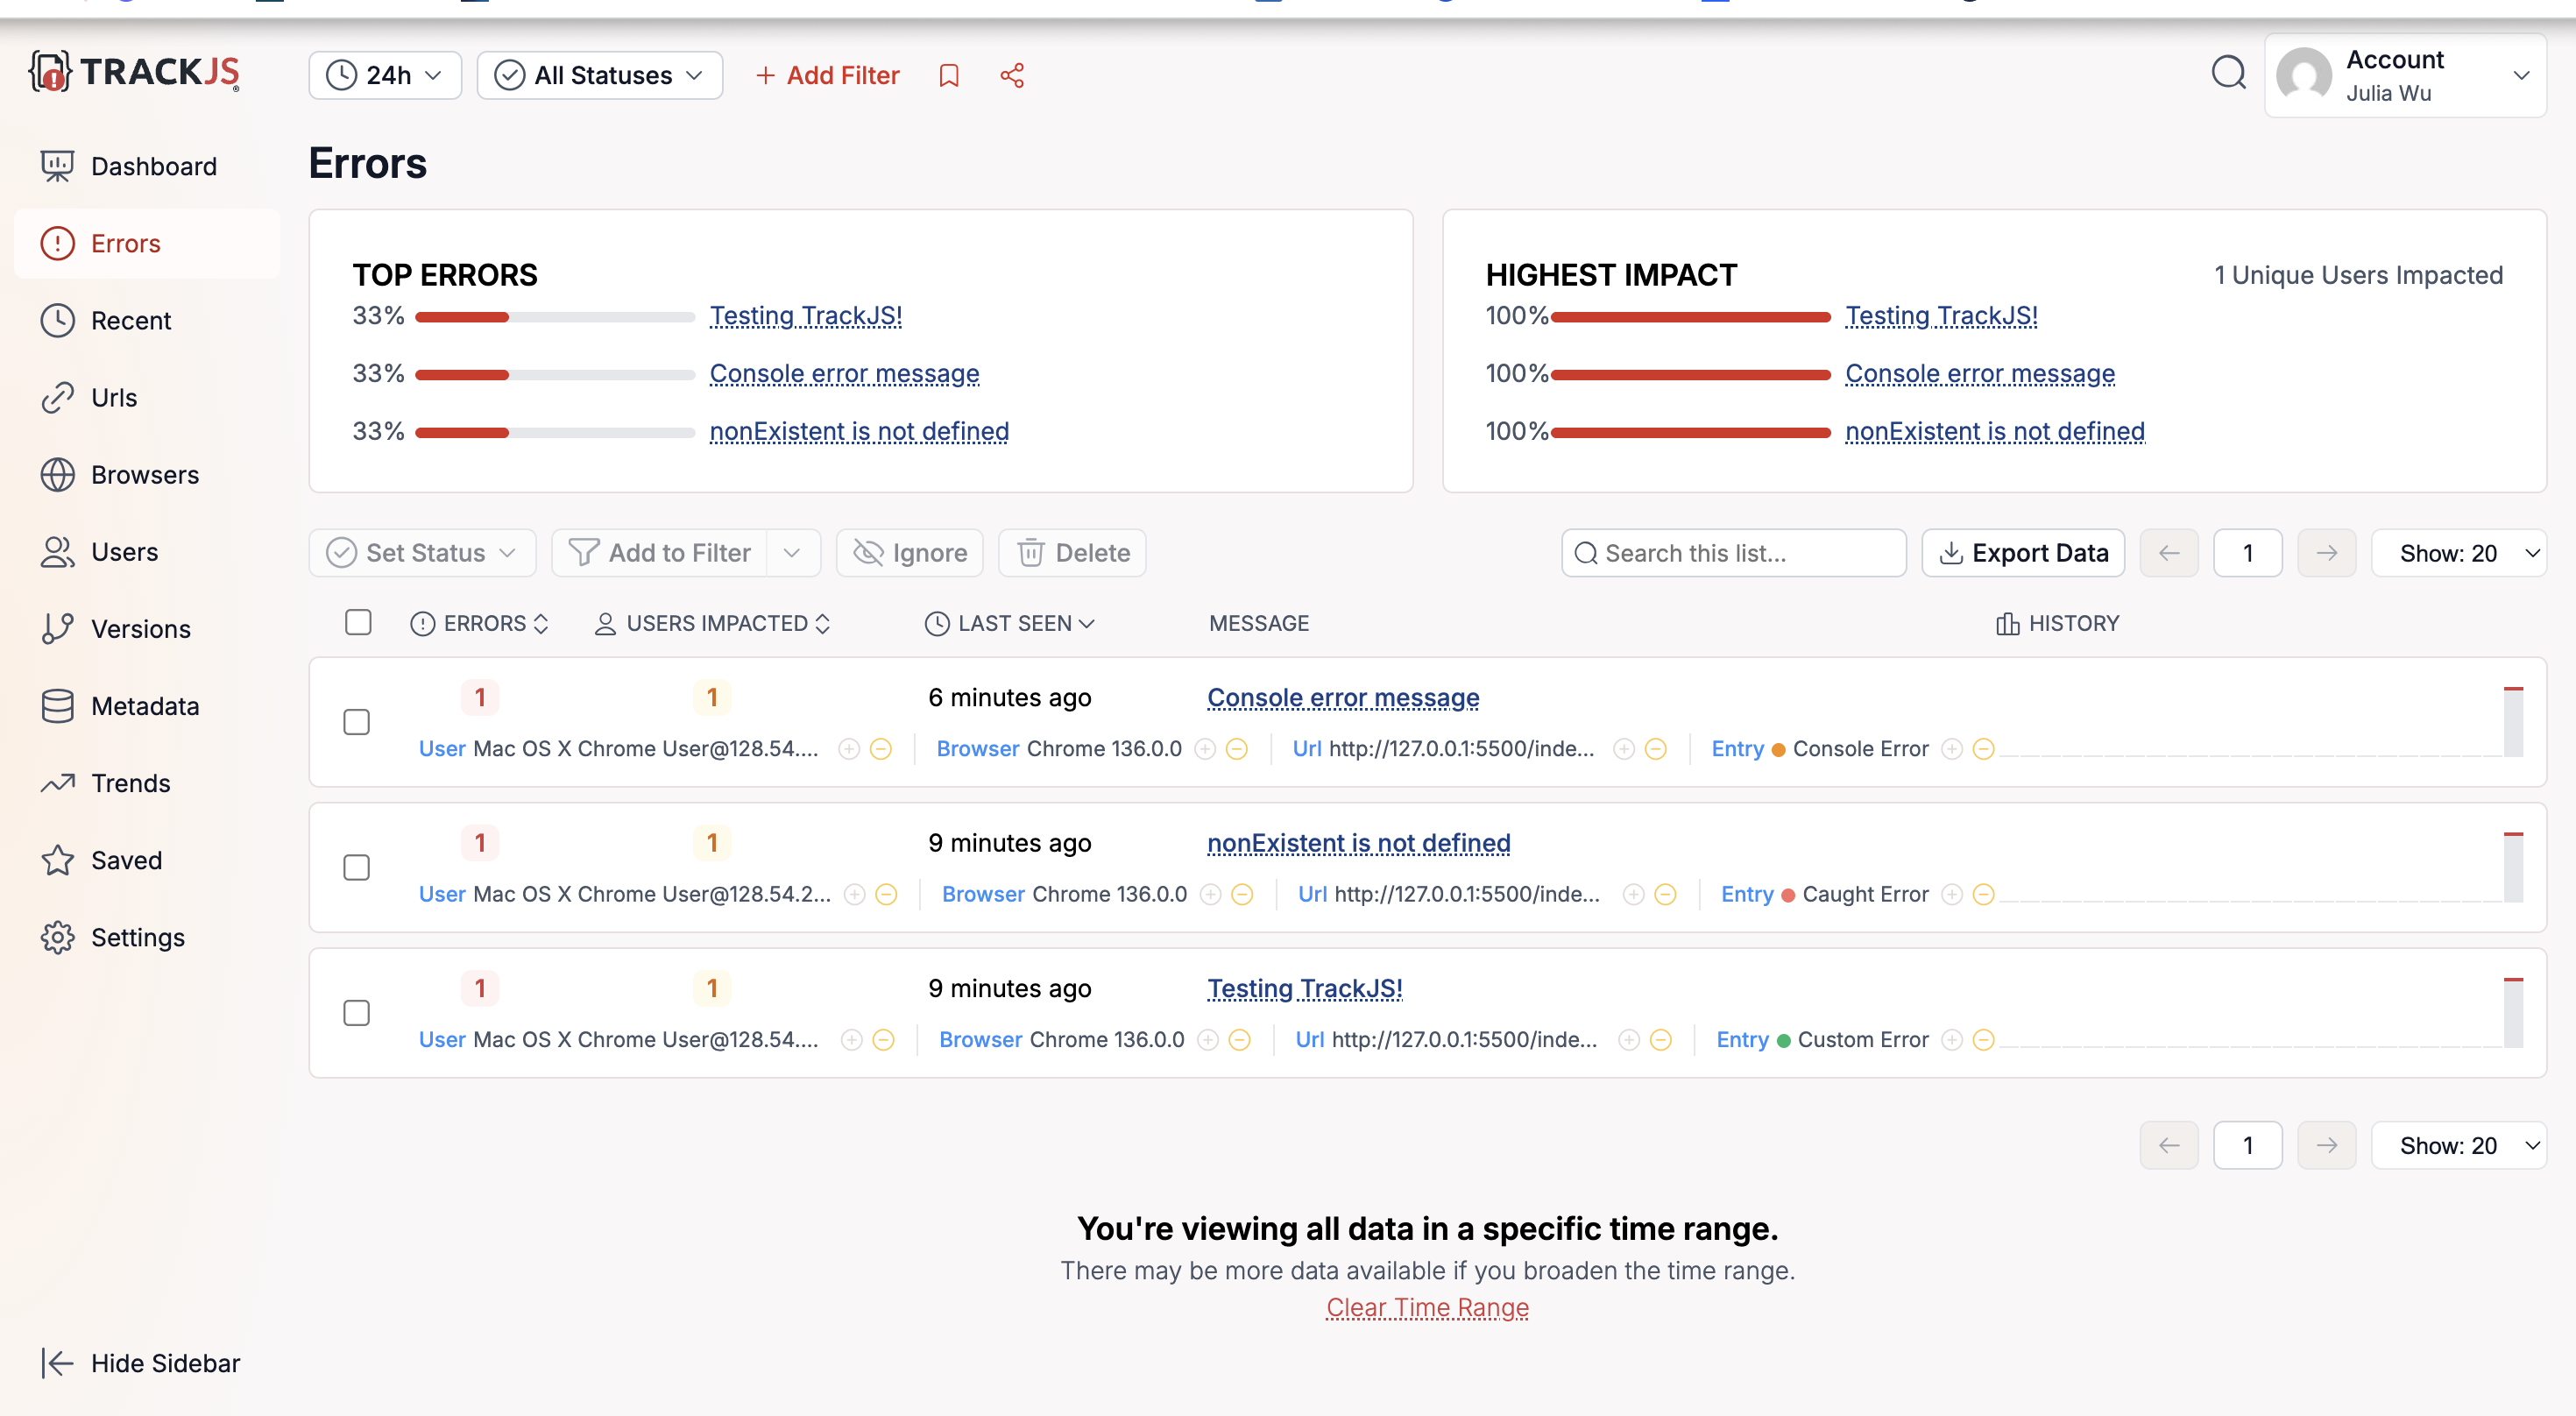 TRACKJS
24h
All Statuses
+ Add Filter
Account
Julia Wu
Dashboard
Errors
Recent
Urls
Browsers
Users
Versions
Metadata
Trends
Saved
Settings
Hide Sidebar
Errors
TOP ERRORS
33% Testing TrackJS!
33% Console error message
33% nonExistent is not defined
HIGHEST IMPACT 1 Unique Users Impacted
100% Testing TrackJS!
100% Console error message
100% nonExistent is not defined
Set Status Add to Filter Ignore Delete Search this list... Export Data 1 Show: 20
ERRORS USERS IMPACTED LAST SEEN MESSAGE HISTORY
1 1 6 minutes ago Console error message
User Mac OS X Chrome User@128.54.... Browser Chrome 136.0.0 Url http://127.0.0.1:5500/inde... Entry Console Error
1 1 9 minutes ago nonExistent is not defined
User Mac OS X Chrome User@128.54.2... Browser Chrome 136.0.0 Url http://127.0.0.1:5500/inde... Entry Caught Error
1 1 9 minutes ago Testing TrackJS!
User Mac OS X Chrome User@128.54.... Browser Chrome 136.0.0 Url http://127.0.0.1:5500/inde... Entry Custom Error
1 Show: 20
You're viewing all data in a specific time range.
There may be more data available if you broaden the time range.
Clear Time Range